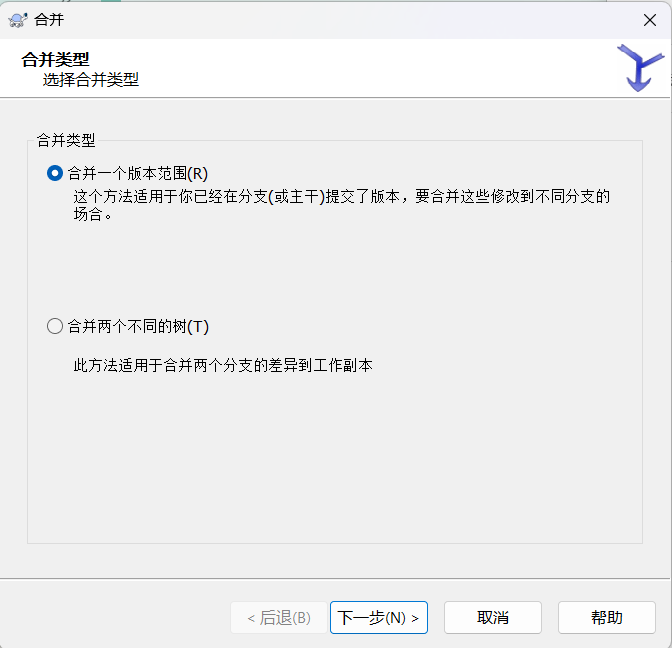 合并
合并类型
选择合并类型
合并类型
合并一个版本范围(R)
这个方法适用于你已经在分支(或主干)提交了版本，要合并这些修改到不同分支的
场合。
合并两个不同的树(T)
此方法适用于合并两个分支的差异到工作副本
< 后退(B) 下一步(N) > 取消 帮助